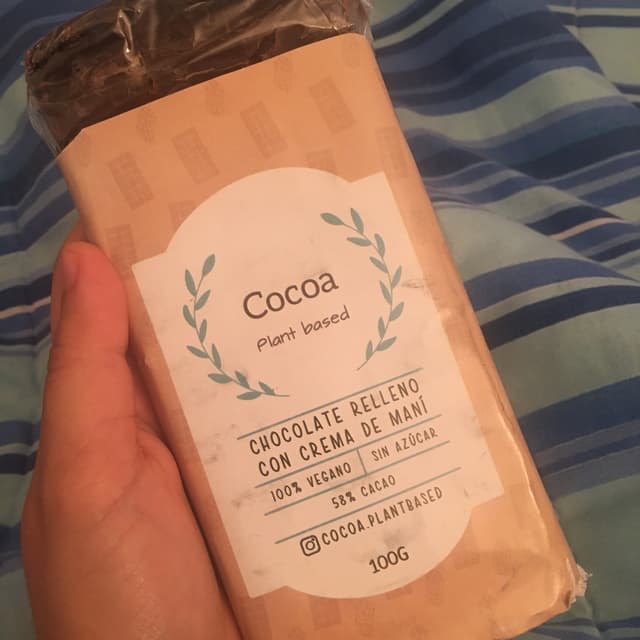 Cocoa
Plant based
CHOCOLATE RELLENO
CON CREMA DE MANÍ
100% VEGANO | SIN AZÚCAR
58% CACAO
COCOA.PLANTBASED
100G